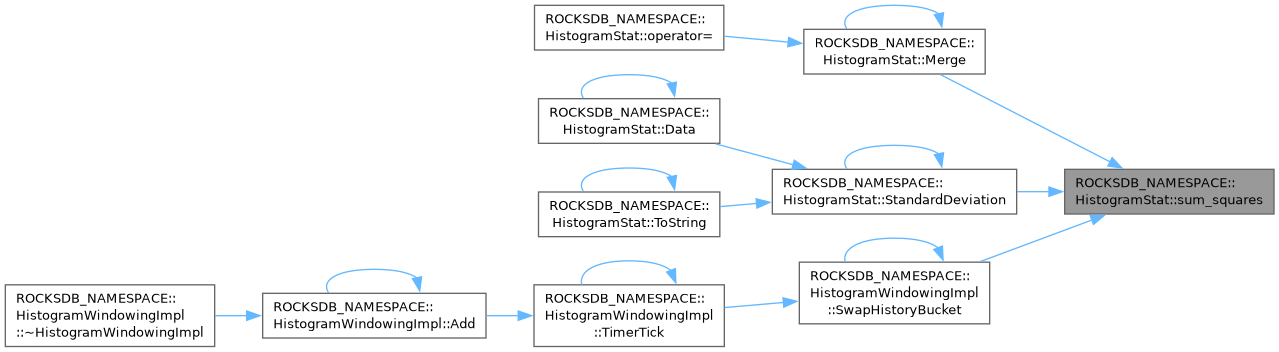 ROCKSDB_NAMESPACE::
HistogramStat::operator=
ROCKSDB_NAMESPACE::
HistogramStat::Merge
ROCKSDB_NAMESPACE::
HistogramStat::Data
ROCKSDB_NAMESPACE::
HistogramStat::StandardDeviation
ROCKSDB_NAMESPACE::
HistogramStat::sum_squares
ROCKSDB_NAMESPACE::
HistogramStat::ToString
ROCKSDB_NAMESPACE::
HistogramWindowingImpl
::SwapHistoryBucket
ROCKSDB_NAMESPACE::
HistogramWindowingImpl
::~HistogramWindowingImpl
ROCKSDB_NAMESPACE::
HistogramWindowingImpl::Add
ROCKSDB_NAMESPACE::
HistogramWindowingImpl
::TimerTick